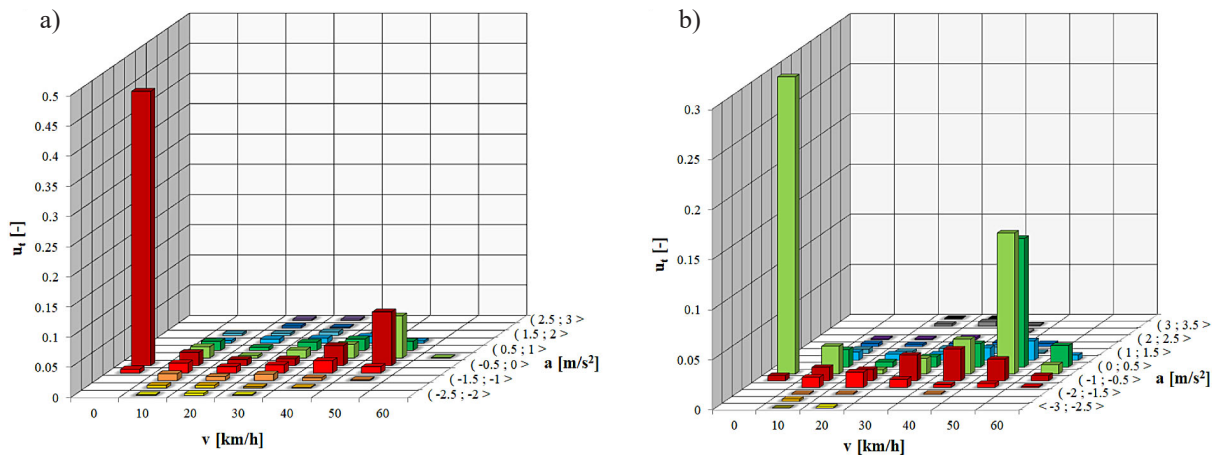 a)
0.5
0.45
0.4
0.35
0.3
0.25
0.2
0.15
0.1
0.05
0
uₜ [-]
0 10 20 30 40 50 60
v [km/h]
( 2.5 ; 3 >
( 1.5 ; 2 >
( 0.5 ; 1 >
( -0.5 ; 0 >
( -1.5 ; -1 >
( -2.5 ; -2 >
a [m/s²]
b)
0.3
0.25
0.2
0.15
0.1
0.05
0
uₜ [-]
0 10 20 30 40 50 60
v [km/h]
( 3 ; 3.5 >
( 2 ; 2.5 >
( 1 ; 1.5 >
( 0 ; 0.5 >
( -1 ; -0.5 >
( -2 ; -1.5 >
< -3 ; -2.5 >
a [m/s²]